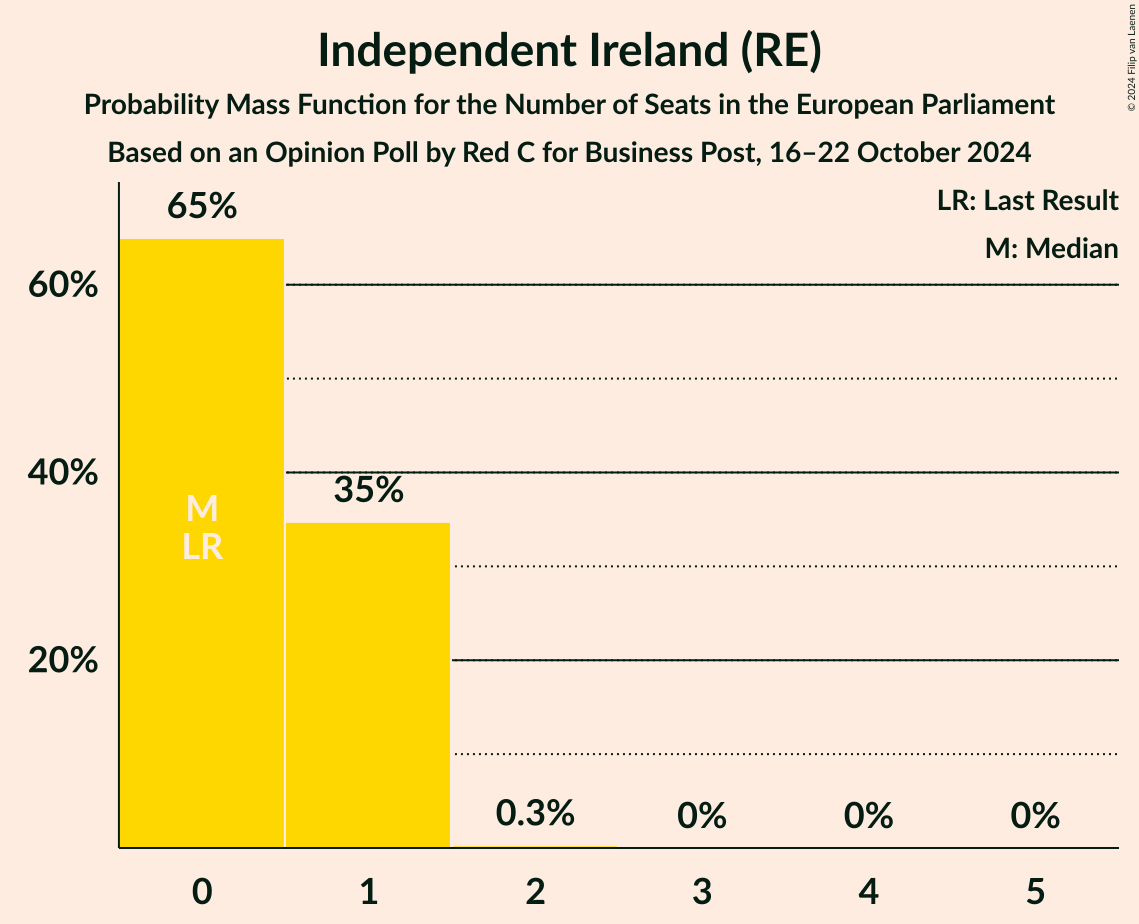 Independent Ireland (RE)
Probability Mass Function for the Number of Seats in the European Parliament
Based on an Opinion Poll by Red C for Business Post, 16–22 October 2024
© 2024 Filip van Laenen
LR: Last Result
M: Median
65%
60%
40%
35%
M
LR
20%
0.3%
0%
0%
0%
0
1
2
3
4
5